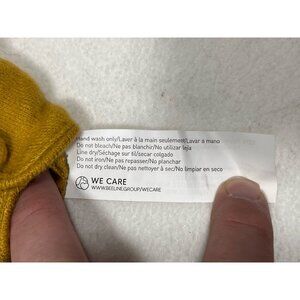 Hand wash only/Laver à la main seulement/Lavar a mano
Do not bleach/Ne pas blanchir/No utilizar leja
Line dry/Séchage sur fil/secar colgado
Do not iron/Ne pas repasser/No planchar
Do not dry clean/Ne pas nettoyer à sec/No limpiar en seco
WE CARE
WWW.BEELINE.GROUP/WECARE